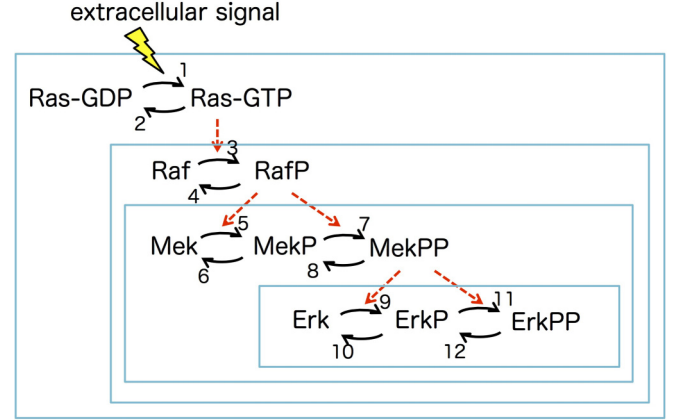 extracellular signal
1
Ras-GDP Ras-GTP
2
3
Raf RafP
4
5 7
Mek MekP MekPP
6 8
9 11
Erk ErkP ErkPP
10 12